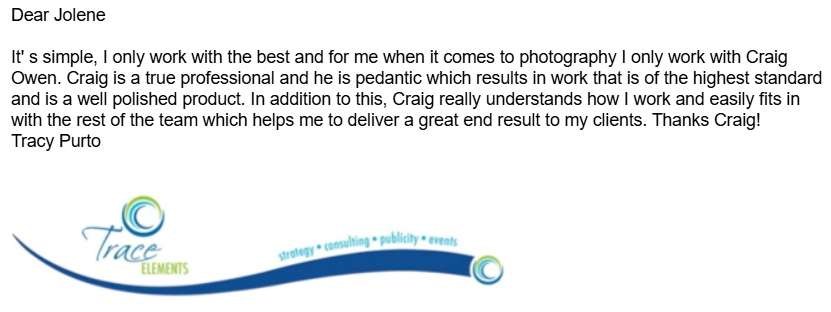 Dear Jolene
It' s simple, I only work with the best and for me when it comes to photography I only work with Craig
Owen. Craig is a true professional and he is pedantic which results in work that is of the highest standard
and is a well polished product. In addition to this, Craig really understands how I work and easily fits in
with the rest of the team which helps me to deliver a great end result to my clients. Thanks Craig!
Tracy Purto
Trace
ELEMENTS
strategy • consulting • publicity • events